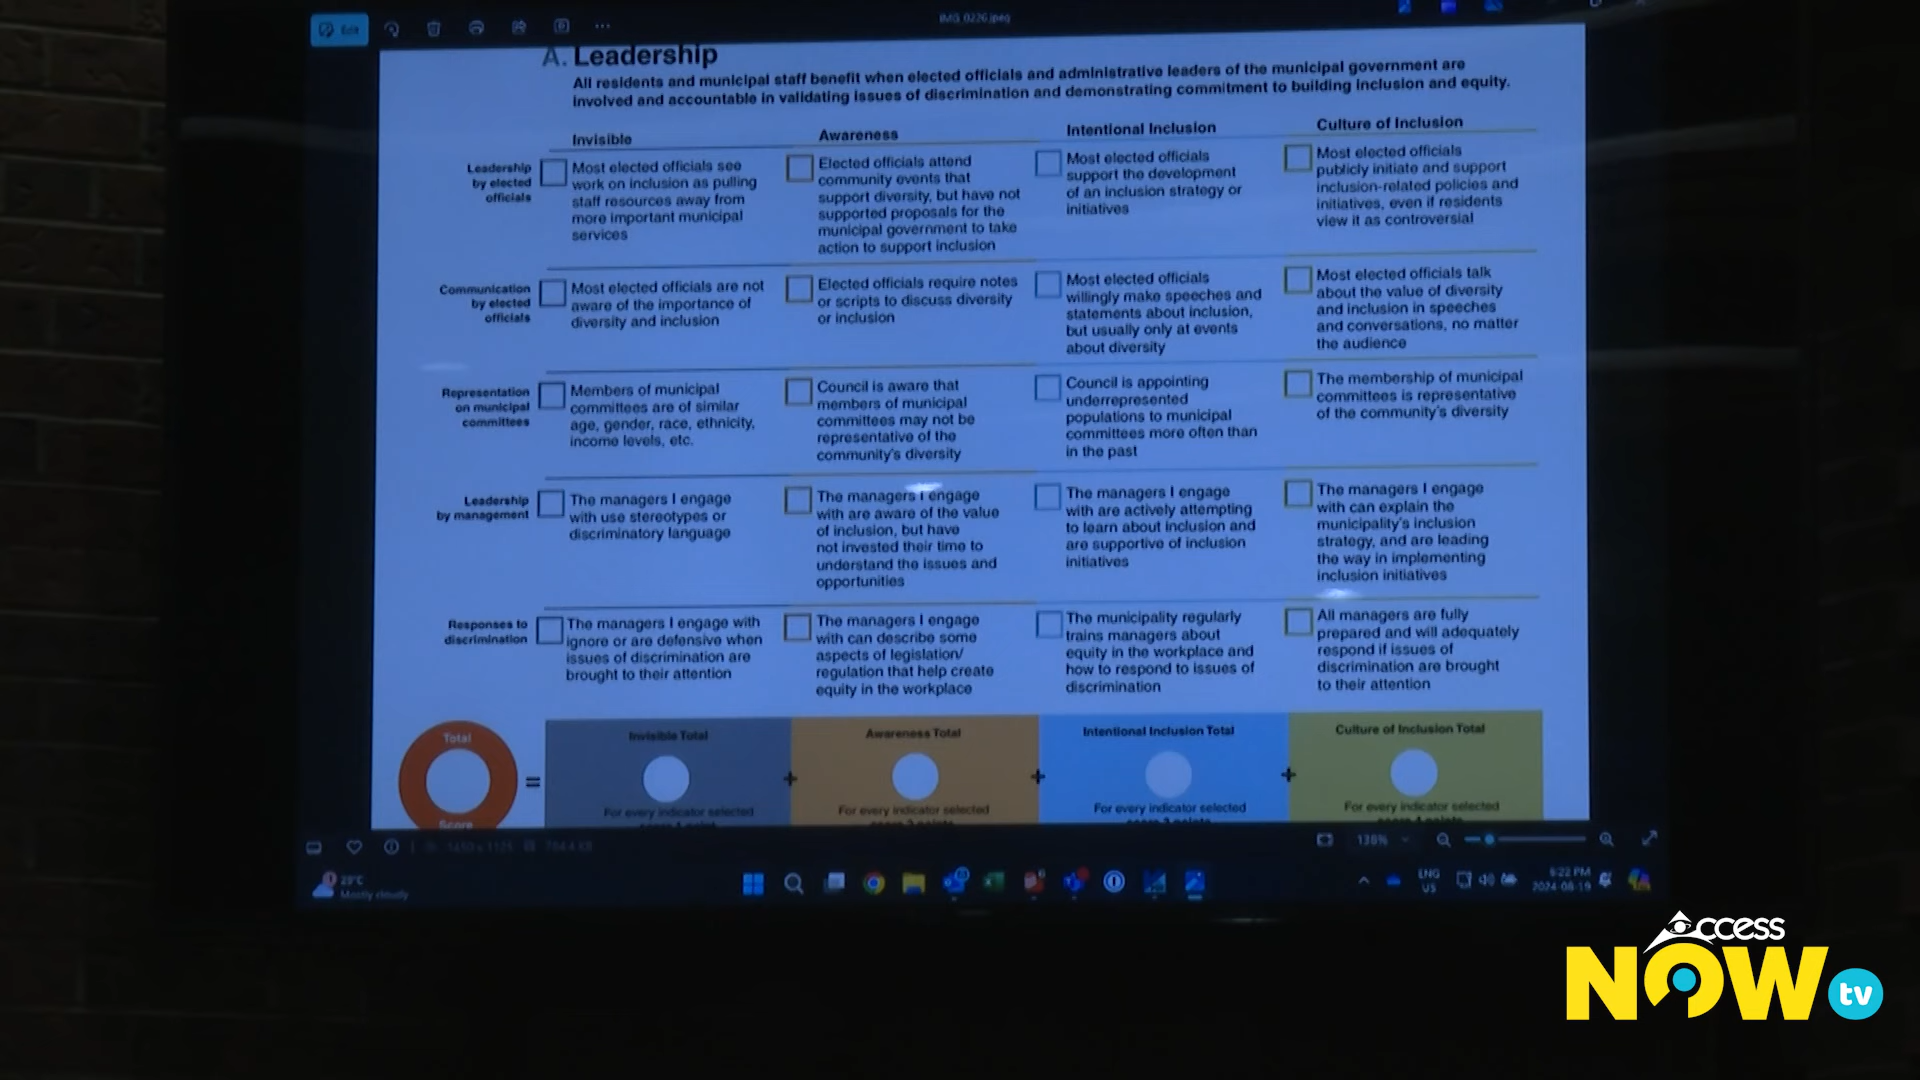 Edit
IMG_0226.jpeg
A. Leadership
All residents and municipal staff benefit when elected officials and administrative leaders of the municipal government are
involved and accountable in validating issues of discrimination and demonstrating commitment to building inclusion and equity.
Invisible
Awareness
Intentional Inclusion
Culture of Inclusion
Leadership
by elected
officials
Most elected officials see
work on inclusion as pulling
staff resources away from
more important municipal
services
Elected officials attend
community events that
support diversity, but have not
supported proposals for the
municipal government to take
action to support inclusion
Most elected officials
support the development
of an inclusion strategy or
initiatives
Most elected officials
publicly initiate and support
inclusion-related policies and
initiatives, even if residents
view it as controversial
Communication
by elected
officials
Most elected officials are not
aware of the importance of
diversity and inclusion
Elected officials require notes
or scripts to discuss diversity
or inclusion
Most elected officials
willingly make speeches and
statements about inclusion,
but usually only at events
about diversity
Most elected officials talk
about the value of diversity
and inclusion in speeches
and conversations, no matter
the audience
Representation
on municipal
committees
Members of municipal
committees are of similar
age, gender, race, ethnicity,
income levels, etc.
Council is aware that
members of municipal
committees may not be
representative of the
community's diversity
Council is appointing
underrepresented
populations to municipal
committees more often than
in the past
The membership of municipal
committees is representative
of the community's diversity
Leadership
by management
The managers I engage
with use stereotypes or
discriminatory language
The managers I engage
with are aware of the value
of inclusion, but have
not invested their time to
understand the issues and
opportunities
The managers I engage
with are actively attempting
to learn about inclusion and
are supportive of inclusion
initiatives
The managers I engage
with can explain the
municipality's inclusion
strategy, and are leading
the way in implementing
inclusion initiatives
Responses to
discrimination
The managers I engage with
ignore or are defensive when
issues of discrimination are
brought to their attention
The managers I engage
with can describe some
aspects of legislation/
regulation that help create
equity in the workplace
The municipality regularly
trains managers about
equity in the workplace and
how to respond to issues of
discrimination
All managers are fully
prepared and will adequately
respond if issues of
discrimination are brought
to their attention
Total
Score
=
Invisible Total
For every indicator selected
+
Awareness Total
For every indicator selected
+
Intentional Inclusion Total
For every indicator selected
+
Culture of Inclusion Total
For every indicator selected
136%
23°C
Mostly cloudy
ENG
US
6:22 PM
2024-08-19
Access
NOW tv